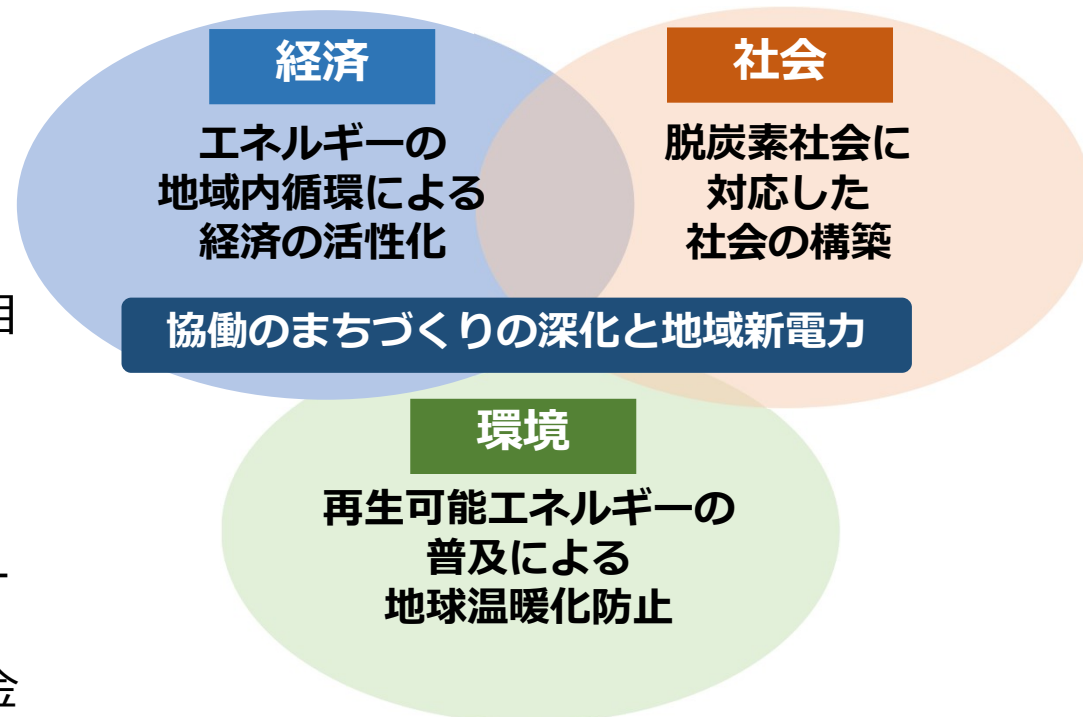 経済
エネルギーの
地域内循環による
経済の活性化
社会
脱炭素社会に
対応した
社会の構築
協働のまちづくりの深化と地域新電力
環境
再生可能エネルギーの
普及による
地球温暖化防止
金